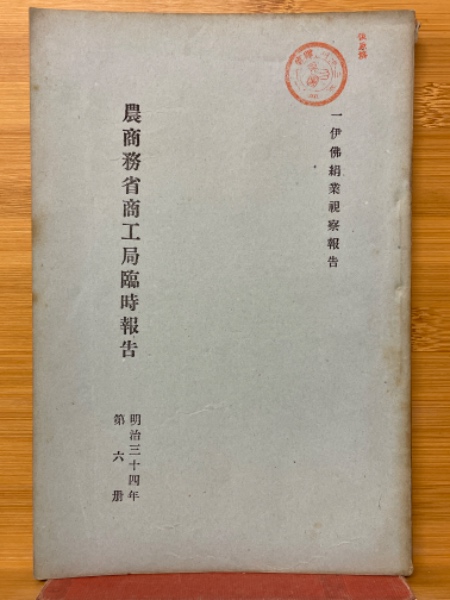 一伊佛絹業視察報告
農商務省商工局臨時報告
明治三十四年
第六册